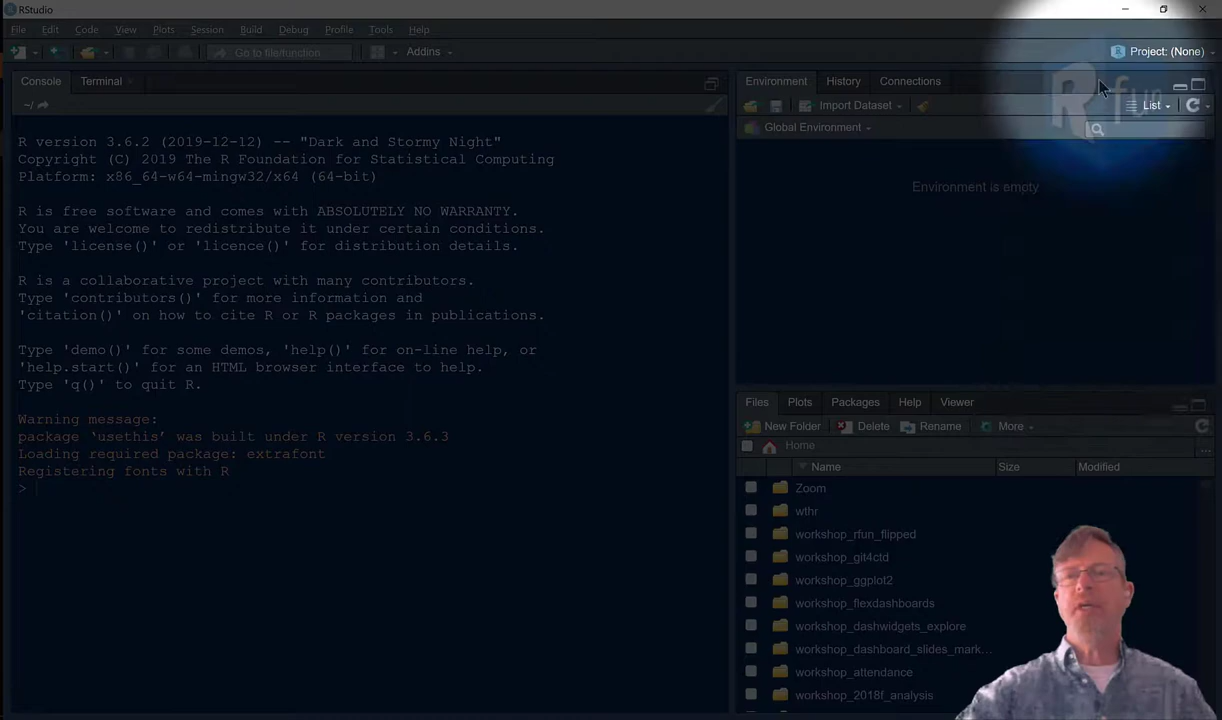 RStudio
File Edit Code View Plots Session Build Debug Profile Tools Help
Go to file/function Addins Project: (None)
Console Terminal
~/
R version 3.6.2 (2019-12-12) -- "Dark and Stormy Night"
Copyright (C) 2019 The R Foundation for Statistical Computing
Platform: x86_64-w64-mingw32/x64 (64-bit)
R is free software and comes with ABSOLUTELY NO WARRANTY.
You are welcome to redistribute it under certain conditions.
Type 'license()' or 'licence()' for distribution details.
R is a collaborative project with many contributors.
Type 'contributors()' for more information and
'citation()' on how to cite R or R packages in publications.
Type 'demo()' for some demos, 'help()' for on-line help, or
'help.start()' for an HTML browser interface to help.
Type 'q()' to quit R.
Warning message:
package ‘usethis’ was built under R version 3.6.3
Loading required package: extrafont
Registering fonts with R
>
Environment History Connections
R fun
Import Dataset List
Global Environment
Environment is empty
Files Plots Packages Help Viewer
New Folder Delete Rename More
Home ...
Name Size Modified
Zoom
wthr
workshop_rfun_flipped
workshop_git4ctd
workshop_ggplot2
workshop_flexdashboards
workshop_dashwidgets_explore
workshop_dashboard_slides_mark...
workshop_attendance
workshop_2018f_analysis